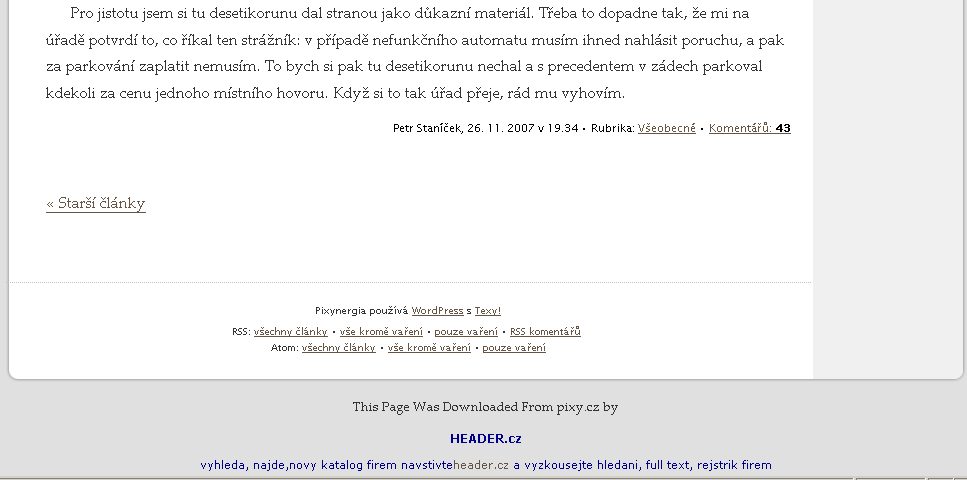 Pro jistotu jsem si tu desetikorunu dal stranou jako důkazní materiál. Třeba to dopadne tak, že mi na
úřadě potvrdí to, co říkal ten strážník: v případě nefunkčního automatu musím ihned nahlásit poruchu, a pak
za parkování zaplatit nemusím. To bych si pak tu desetikorunu nechal a s precedentem v zádech parkoval
kdekoli za cenu jednoho místního hovoru. Když si to tak úřad přeje, rád mu vyhovím.
Petr Staníček, 26. 11. 2007 v 19.34 • Rubrika: Všeobecné • Komentářů: 43
« Starší články
Pixynergia používá WordPress s Texy!
RSS: všechny články • vše kromě vaření • pouze vaření • RSS komentářů
Atom: všechny články • vše kromě vaření • pouze vaření
This Page Was Downloaded From pixy.cz by
HEADER.cz
vyhleda, najde,novy katalog firem navstivteheader.cz a vyzkousejte hledani, full text, rejstrik firem